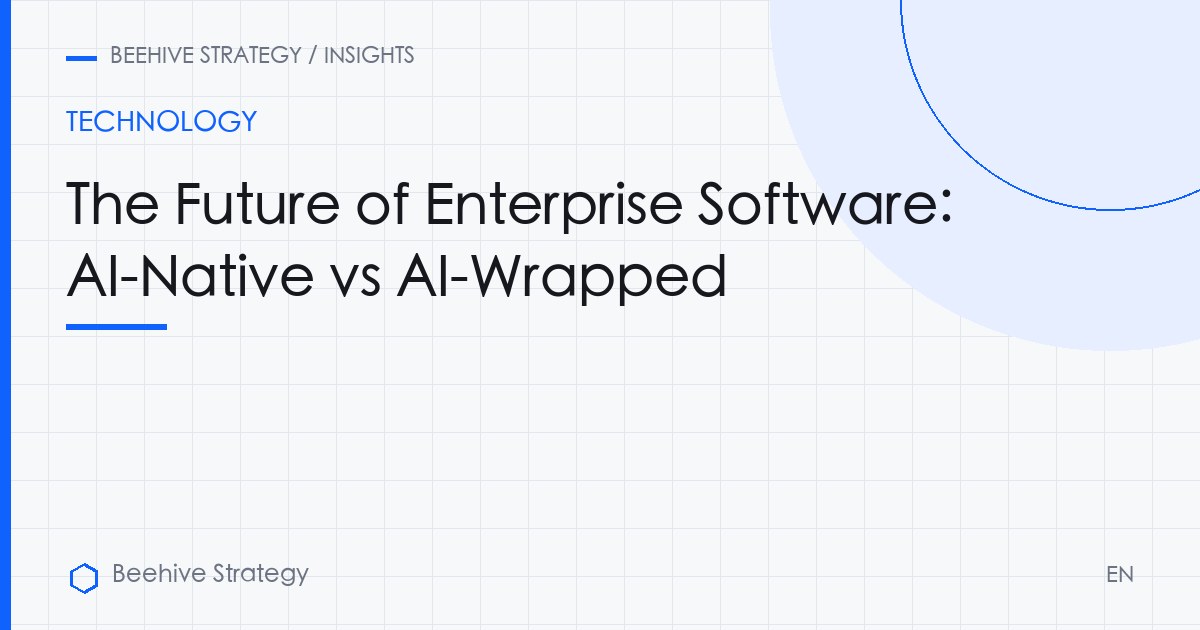 BEEHIVE STRATEGY / INSIGHTS
TECHNOLOGY
The Future of Enterprise Software:
AI-Native vs AI-Wrapped
Beehive Strategy
EN